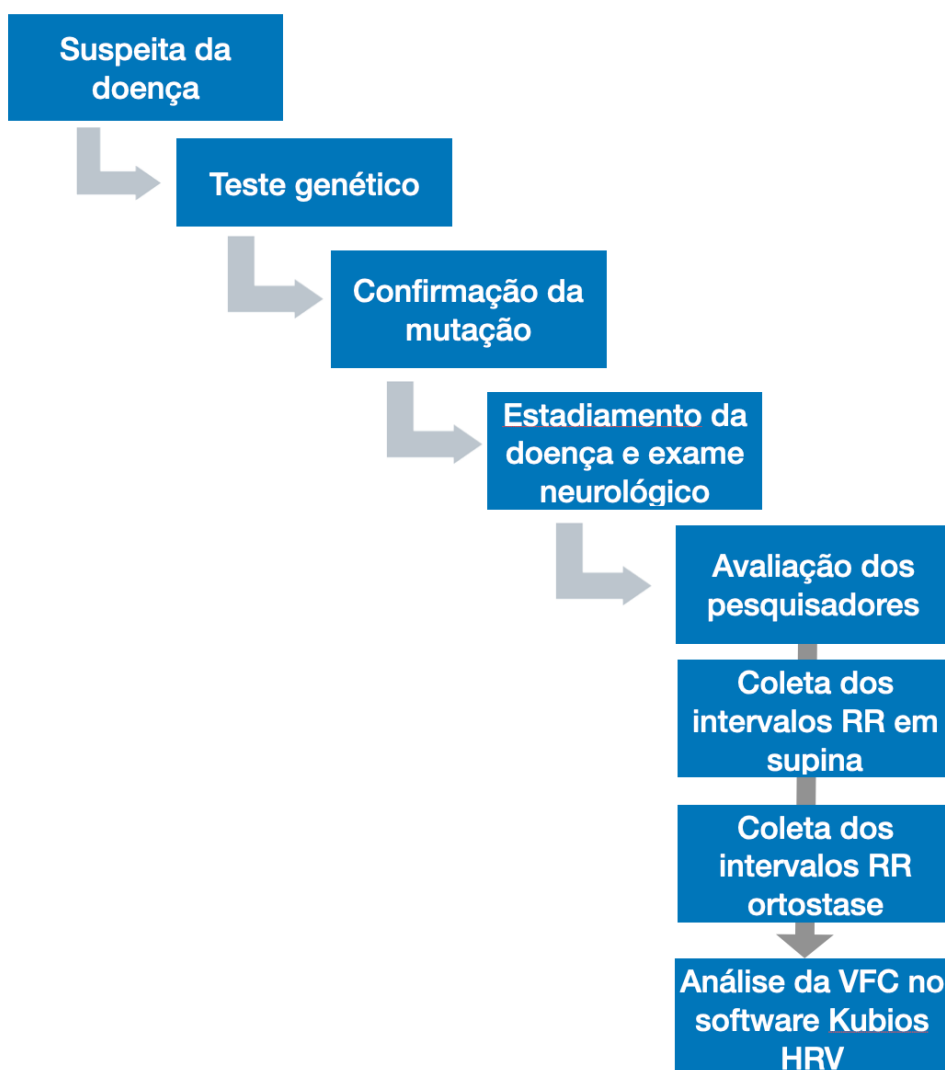 Suspeita da
doença
Teste genético
Confirmação da
mutação
Estadiamento da
doença e exame
neurológico
Avaliação dos
pesquisadores
Coleta dos
intervalos RR em
supina
Coleta dos
intervalos RR
ortostase
Análise da VFC no
software Kubios
HRV